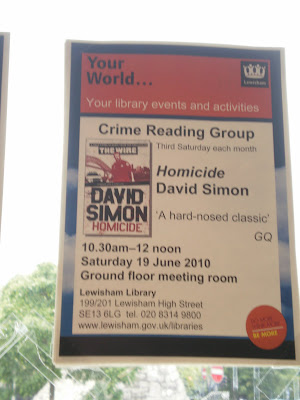 Your
World...
Lewisham
Your library events and activities
Crime Reading Group
Third Saturday each month
THE WIRE
DAVID
SIMON
HOMICIDE
Homicide
David Simon
'A hard-nosed classic'
GQ
10.30am–12 noon
Saturday 19 June 2010
Ground floor meeting room
Lewisham Library
199/201 Lewisham High Street
SE13 6LG tel. 020 8314 9800
www.lewisham.gov.uk/libraries
BE MORE